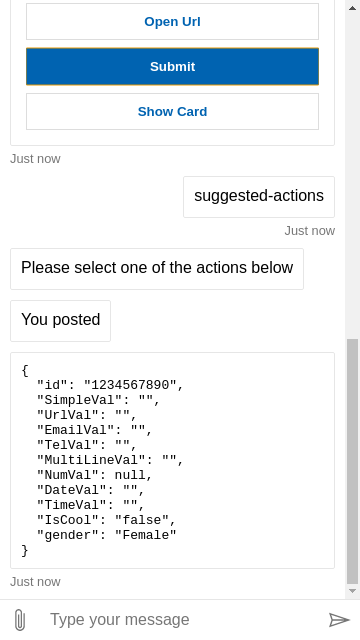 Open Url
Submit
Show Card
Just now
suggested-actions
Just now
Please select one of the actions below
You posted
{
  "id": "1234567890",
  "SimpleVal": "",
  "UrlVal": "",
  "EmailVal": "",
  "TelVal": "",
  "MultiLineVal": "",
  "NumVal": null,
  "DateVal": "",
  "TimeVal": "",
  "IsCool": "false",
  "gender": "Female"
}
Just now
Type your message